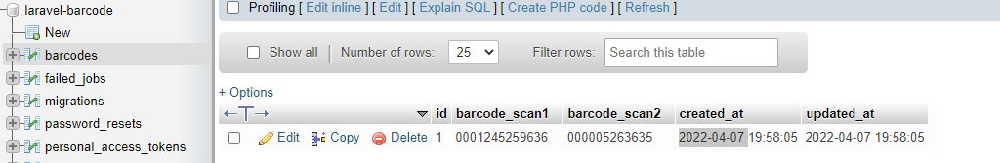 laravel-barcode
New
barcodes
failed_jobs
migrations
password_resets
personal_access_tokens
Profiling [ Edit inline ] [ Edit ] [ Explain SQL ] [ Create PHP code ] [ Refresh ]
Show all Number of rows: 25 Filter rows: Search this table
+ Options
←T→ id barcode_scan1 barcode_scan2 created_at updated_at
Edit Copy Delete 1 0001245259636 000005263635 2022-04-07 19:58:05 2022-04-07 19:58:05